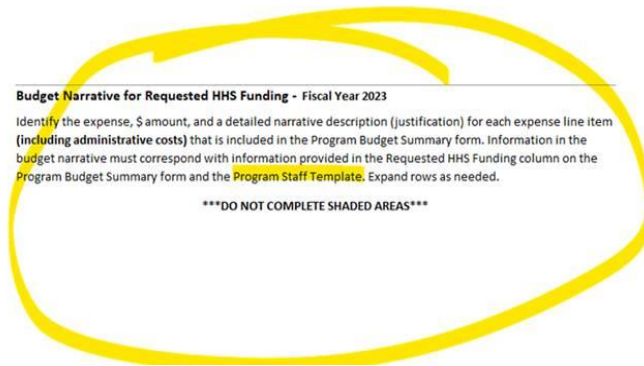 Budget Narrative for Requested HHS Funding - Fiscal Year 2023
Identify the expense, $ amount, and a detailed narrative description (justification) for each expense line item
(including administrative costs) that is included in the Program Budget Summary form. Information in the
budget narrative must correspond with information provided in the Requested HHS Funding column on the
Program Budget Summary form and the Program Staff Template. Expand rows as needed.
***DO NOT COMPLETE SHADED AREAS***